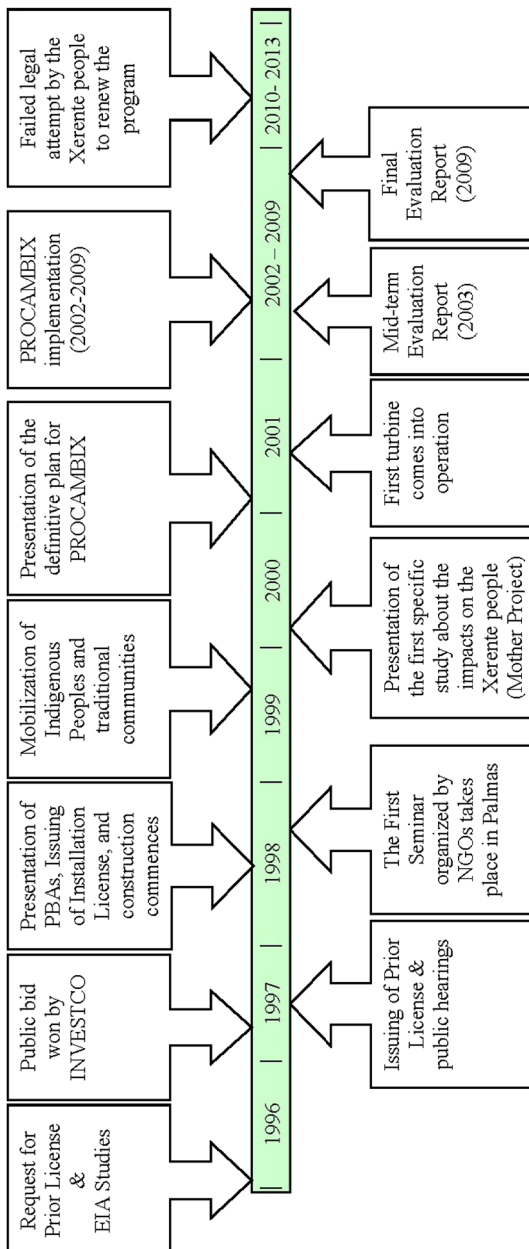 Request for
Prior License
&
EIA Studies
Public bid
won by
INVESTCO
Presentation of
PBAs, Issuing
of Installation
License, and
construction
commences
Mobilization of
Indigenous
Peoples and
traditional
communities
Presentation of the
definitive plan for
PROCAMBIX
PROCAMBIX
implementation
(2002-2009)
Failed legal
attempt by the
Xerente people
to renew the
program
| 1996 | 1997 | 1998 | 1999 | 2000 | 2001 | 2002 – 2009 | 2010- 2013 |
Issuing of Prior
License &
public hearings
The First
Seminar
organized by
NGOs takes
place in Palmas
Presentation of
the first specific
study about the
impacts on the
Xerente people
(Mother Project)
First turbine
comes into
operation
Mid-term
Evaluation
Report
(2003)
Final
Evaluation
Report
(2009)